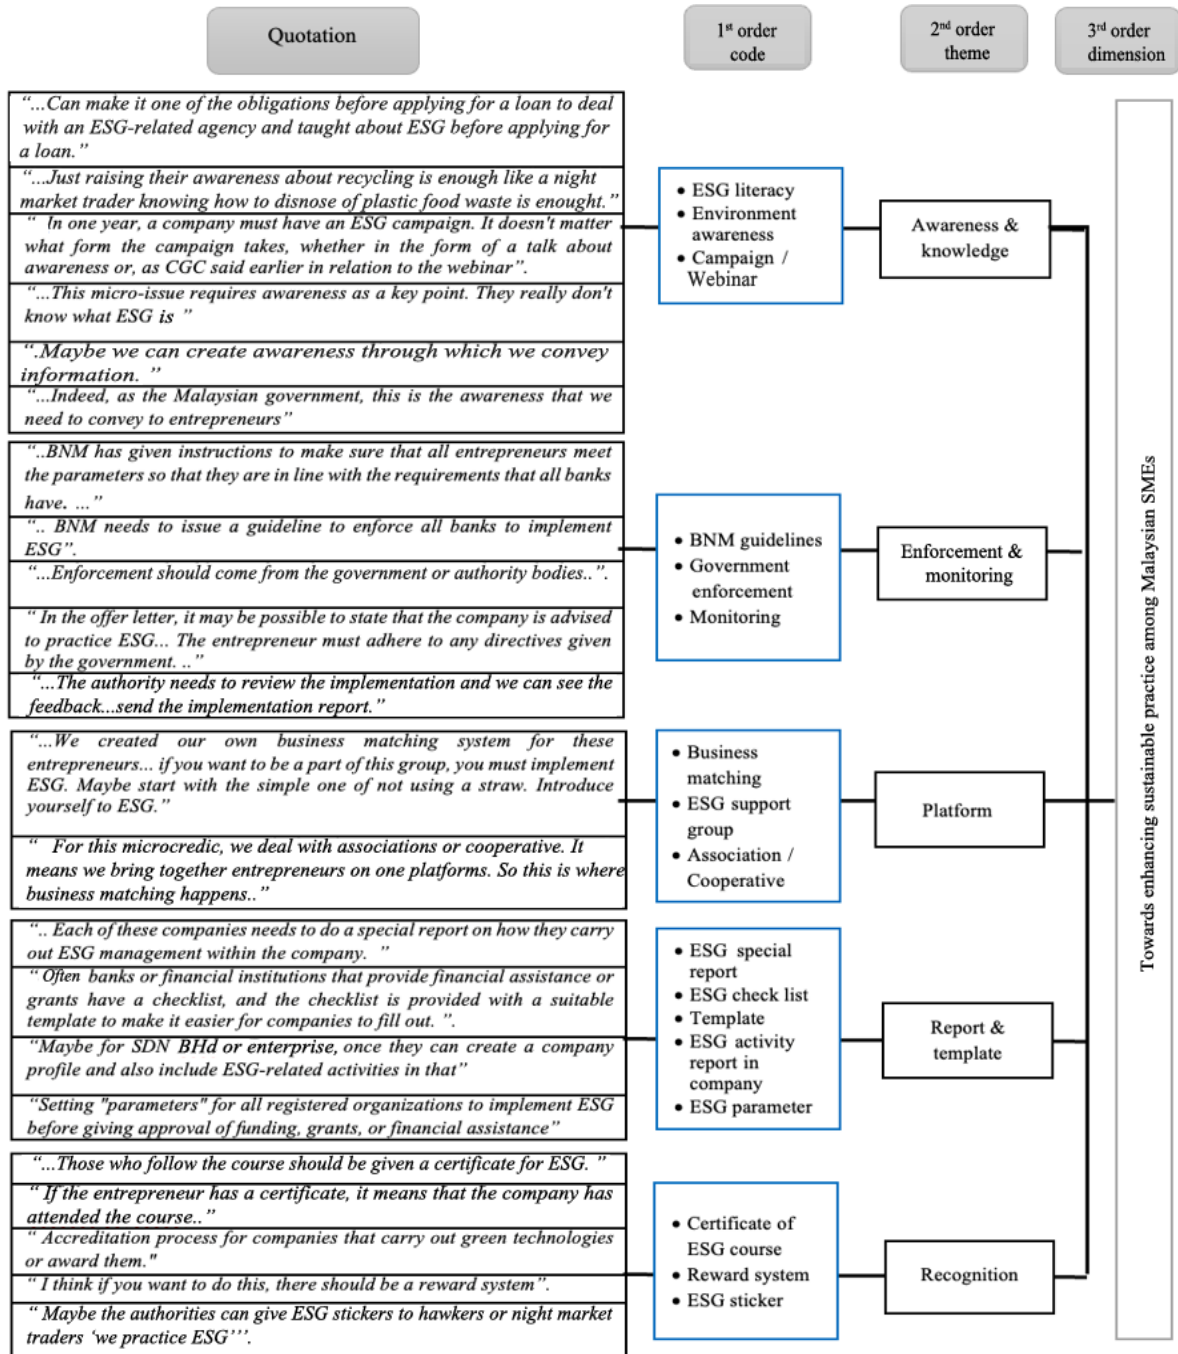 Quotation
1st order
code
2nd order
theme
3rd order
dimension
“...Can make it one of the obligations before applying for a loan to deal
with an ESG-related agency and taught about ESG before applying for
a loan.”
“...Just raising their awareness about recycling is enough like a night
market trader knowing how to disnose of plastic food waste is enought.”
“ In one year, a company must have an ESG campaign. It doesn't matter
what form the campaign takes, whether in the form of a talk about
awareness or, as CGC said earlier in relation to the webinar”.
“...This micro-issue requires awareness as a key point. They really don't
know what ESG is ”
“.Maybe we can create awareness through which we convey
information. ”
“...Indeed, as the Malaysian government, this is the awareness that we
need to convey to entrepreneurs”
• ESG literacy
• Environment
awareness
• Campaign /
Webinar
Awareness &
knowledge
“..BNM has given instructions to make sure that all entrepreneurs meet
the parameters so that they are in line with the requirements that all banks
have. ...”
“.. BNM needs to issue a guideline to enforce all banks to implement
ESG”.
“...Enforcement should come from the government or authority bodies..”.
“ In the offer letter, it may be possible to state that the company is advised
to practice ESG... The entrepreneur must adhere to any directives given
by the government. ..”
“...The authority needs to review the implementation and we can see the
feedback...send the implementation report.”
• BNM guidelines
• Government
enforcement
• Monitoring
Enforcement &
monitoring
“...We created our own business matching system for these
entrepreneurs... if you want to be a part of this group, you must implement
ESG. Maybe start with the simple one of not using a straw. Introduce
yourself to ESG.”
“ For this microcredic, we deal with associations or cooperative. It
means we bring together entrepreneurs on one platforms. So this is where
business matching happens..”
• Business
matching
• ESG support
group
• Association /
Cooperative
Platform
“.. Each of these companies needs to do a special report on how they carry
out ESG management within the company. ”
“ Often banks or financial institutions that provide financial assistance or
grants have a checklist, and the checklist is provided with a suitable
template to make it easier for companies to fill out. ”.
“Maybe for SDN BHd or enterprise, once they can create a company
profile and also include ESG-related activities in that”
“Setting "parameters" for all registered organizations to implement ESG
before giving approval of funding, grants, or financial assistance”
• ESG special
report
• ESG check list
• Template
• ESG activity
report in
company
• ESG parameter
Report &
template
“...Those who follow the course should be given a certificate for ESG. ”
“ If the entrepreneur has a certificate, it means that the company has
attended the course..”
“ Accreditation process for companies that carry out green technologies
or award them."
“ I think if you want to do this, there should be a reward system”.
“ Maybe the authorities can give ESG stickers to hawkers or night market
traders ‘we practice ESG’”.
• Certificate of
ESG course
• Reward system
• ESG sticker
Recognition
Towards enhancing sustainable practice among Malaysian SMEs